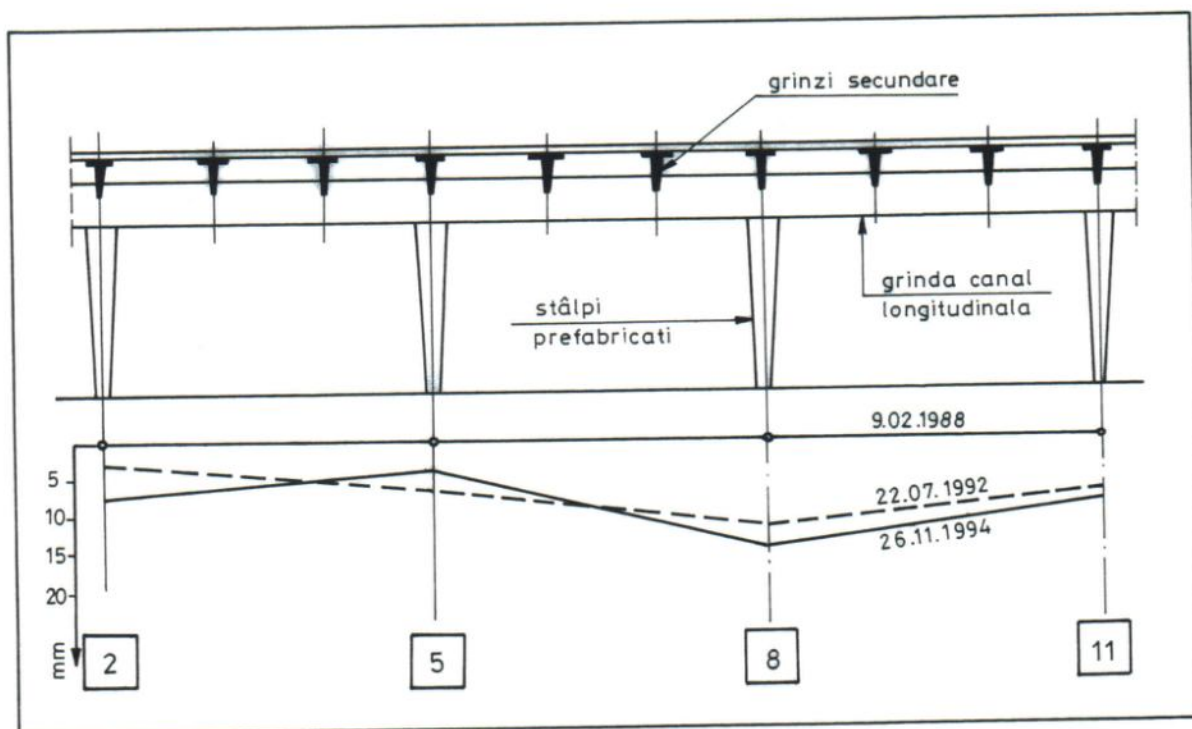 grinzi secundare
grinda canal
longitudinala
stâlpi
prefabricati
9.02.1988
22.07.1992
26.11.1994
5
10
15
20
mm
2
5
8
11